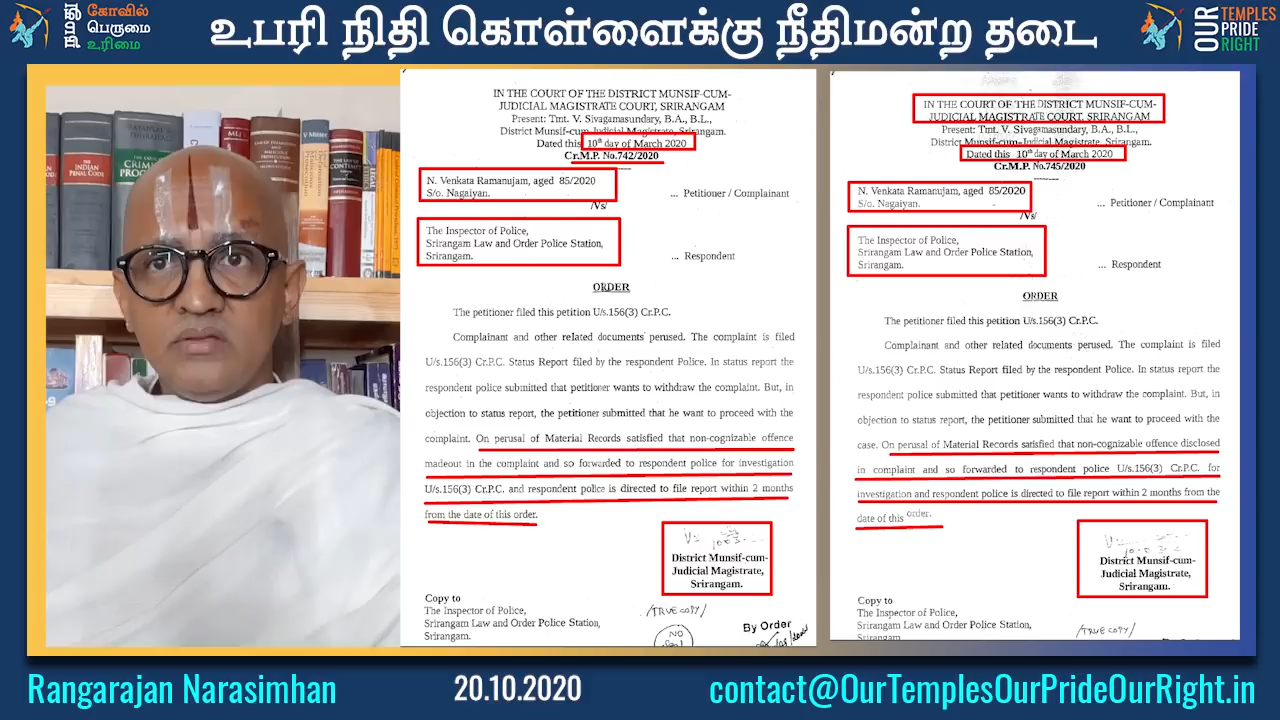 நமது
கோவில்
பெருமை
உரிமை
உபரி நிதி கொள்ளைக்கு நீதிமன்ற தடை
OUR
TEMPLES
PRIDE
RIGHT
THE INDIAN
PENAL CODE
IN THE COURT OF THE DISTRICT MUNSIF-CUM-
JUDICIAL MAGISTRATE COURT, SRIRANGAM
Present: Tmt. V. Sivagamasundary, B.A., B.L.,
District Munsif-cum-Judicial Magistrate, Srirangam.
Dated this 10th day of March 2020
Cr.M.P. No.742/2020
N. Venkata Ramanujam, aged 85/2020
S/o. Nagaiyan.
... Petitioner / Complainant
/Vs/
The Inspector of Police,
Srirangam Law and Order Police Station,
Srirangam.
... Respondent
ORDER
The petitioner filed this petition U/s.156(3) Cr.P.C.
Complainant and other related documents perused. The complaint is filed
U/s.156(3) Cr.P.C. Status Report filed by the respondent Police. In status report the
respondent police submitted that petitioner wants to withdraw the complaint. But, in
objection to status report, the petitioner submitted that he want to proceed with the
complaint. On perusal of Material Records satisfied that non-cognizable offence
madeout in the complaint and so forwarded to respondent police for investigation
U/s.156(3) Cr.P.C. and respondent police is directed to file report within 2 months
from the date of this order.
District Munsif-cum-
Judicial Magistrate,
Srirangam.
Copy to
The Inspector of Police,
Srirangam Law and Order Police Station,
Srirangam.
/TRUE COPY/
By Order
IN THE COURT OF THE DISTRICT MUNSIF-CUM-
JUDICIAL MAGISTRATE COURT, SRIRANGAM
Present: Tmt. V. Sivagamasundary, B.A., B.L.,
District Munsif-cum-Judicial Magistrate, Srirangam.
Dated this 10th day of March 2020
Cr.M.P. No.745/2020
N. Venkata Ramanujam, aged 85/2020
S/o. Nagaiyan.
... Petitioner / Complainant
/Vs/
The Inspector of Police,
Srirangam Law and Order Police Station,
Srirangam.
... Respondent
ORDER
The petitioner filed this petition U/s.156(3) Cr.P.C.
Complainant and other related documents perused. The complaint is filed
U/s.156(3) Cr.P.C. Status Report filed by the respondent Police. In status report the
respondent police submitted that petitioner wants to withdraw the complaint. But, in
objection to status report, the petitioner submitted that he want to proceed with the
case. On perusal of Material Records satisfied that non-cognizable offence disclosed
in complaint and so forwarded to respondent police U/s.156(3) Cr.P.C. for
investigation and respondent police is directed to file report within 2 months from the
date of this order.
District Munsif-cum-
Judicial Magistrate,
Srirangam.
Copy to
The Inspector of Police,
Srirangam Law and Order Police Station,
Srirangam
/TRUE COPY/
Rangarajan Narasimhan
20.10.2020
contact@OurTemplesOurPrideOurRight.in